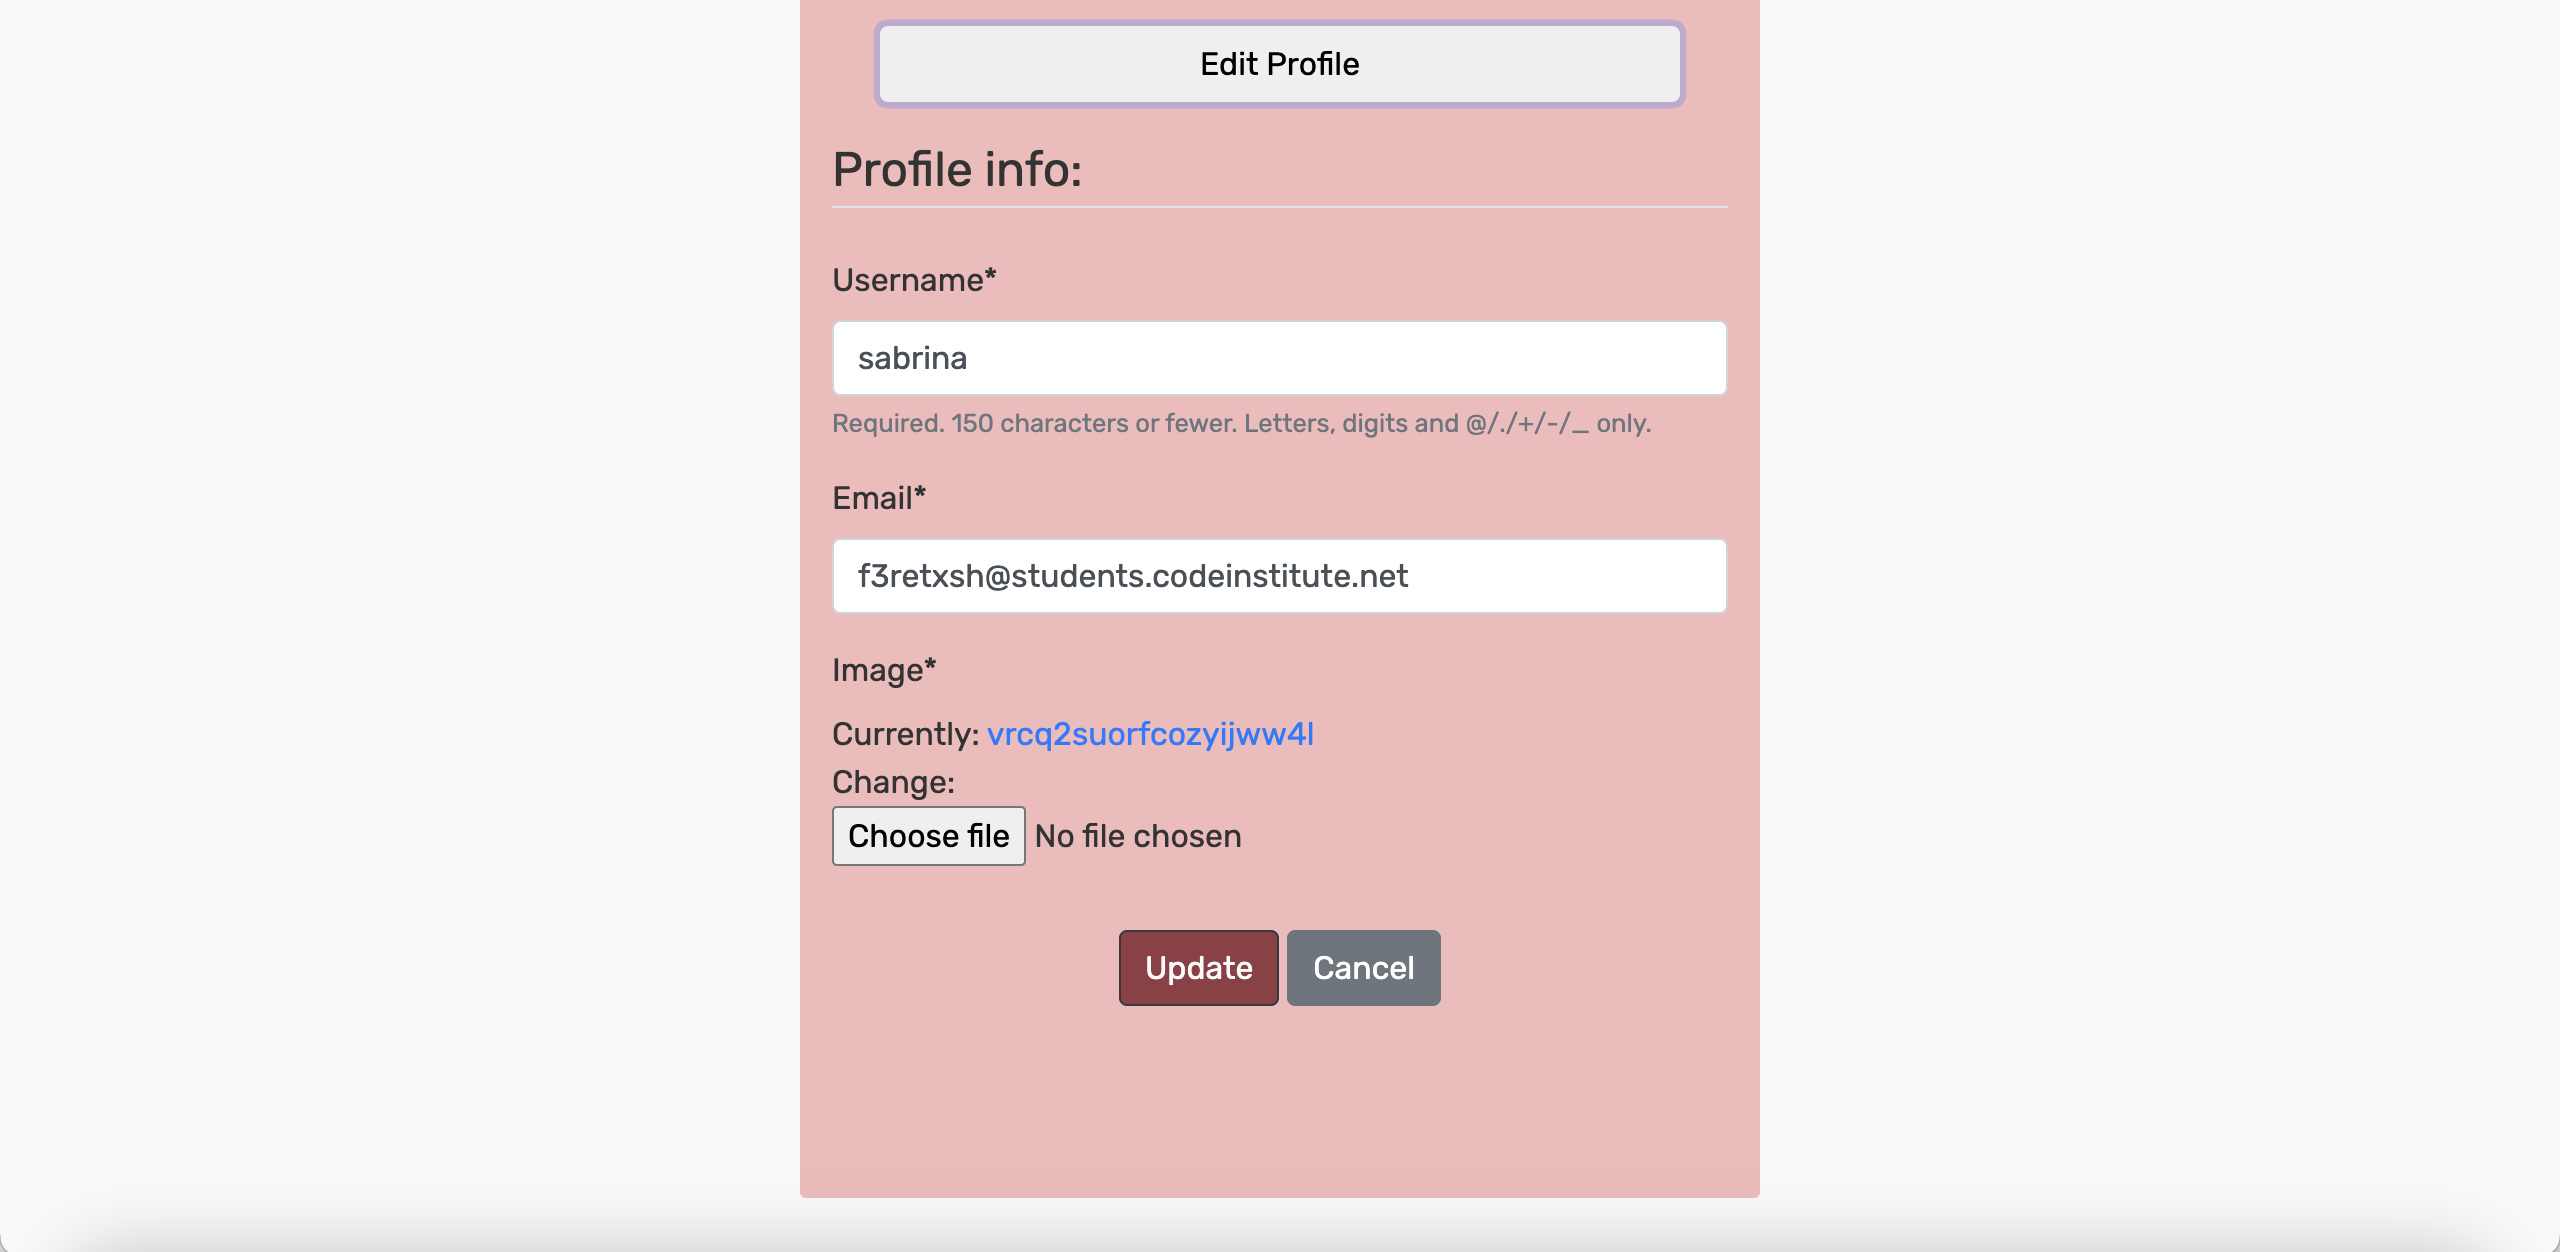 Edit Profile
Profile info:
Username*
sabrina
Required. 150 characters or fewer. Letters, digits and @/./+/-/_ only.
Email*
f3retxsh@students.codeinstitute.net
Image*
Currently: vrcq2suorfcozyijww4l
Change:
Choose file No file chosen
Update Cancel